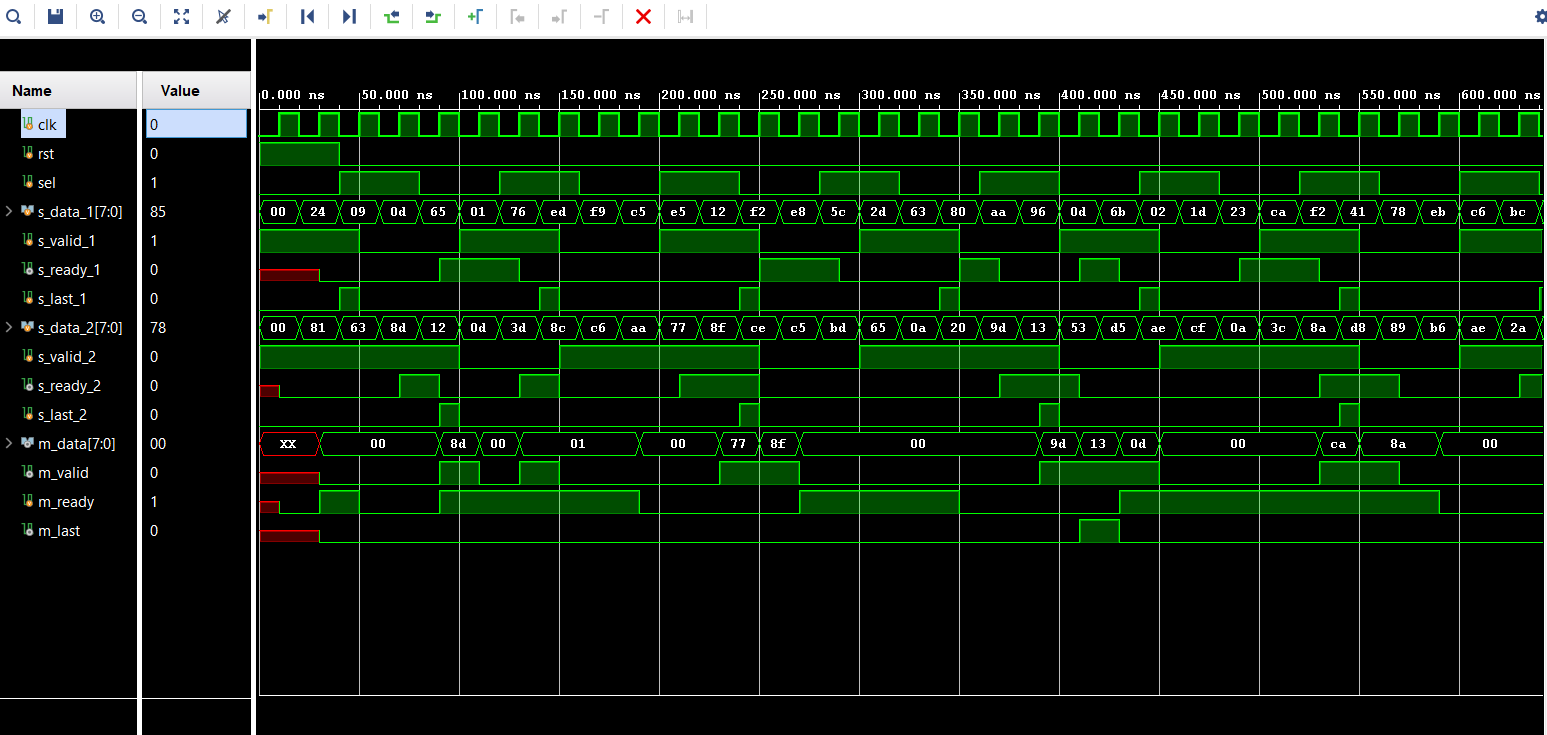 Name Value
0.000 ns 50.000 ns 100.000 ns 150.000 ns 200.000 ns 250.000 ns 300.000 ns 350.000 ns 400.000 ns 450.000 ns 500.000 ns 550.000 ns 600.000 ns
clk 0
rst 0
sel 1
s_data_1[7:0] 85 00 24 09 0d 65 01 76 ed f9 c5 e5 12 f2 e8 5c 2d 63 80 aa 96 0d 6b 02 1d 23 ca f2 41 78 eb c6 bc
s_valid_1 1
s_ready_1 0
s_last_1 0
s_data_2[7:0] 78 00 81 63 8d 12 0d 3d 8c c6 aa 77 8f ce c5 bd 65 0a 20 9d 13 53 d5 ae cf 0a 3c 8a d8 89 b6 ae 2a
s_valid_2 0
s_ready_2 0
s_last_2 0
m_data[7:0] 00 XX 00 8d 00 01 00 77 8f 00 9d 13 0d 00 ca 8a 00
m_valid 0
m_ready 1
m_last 0